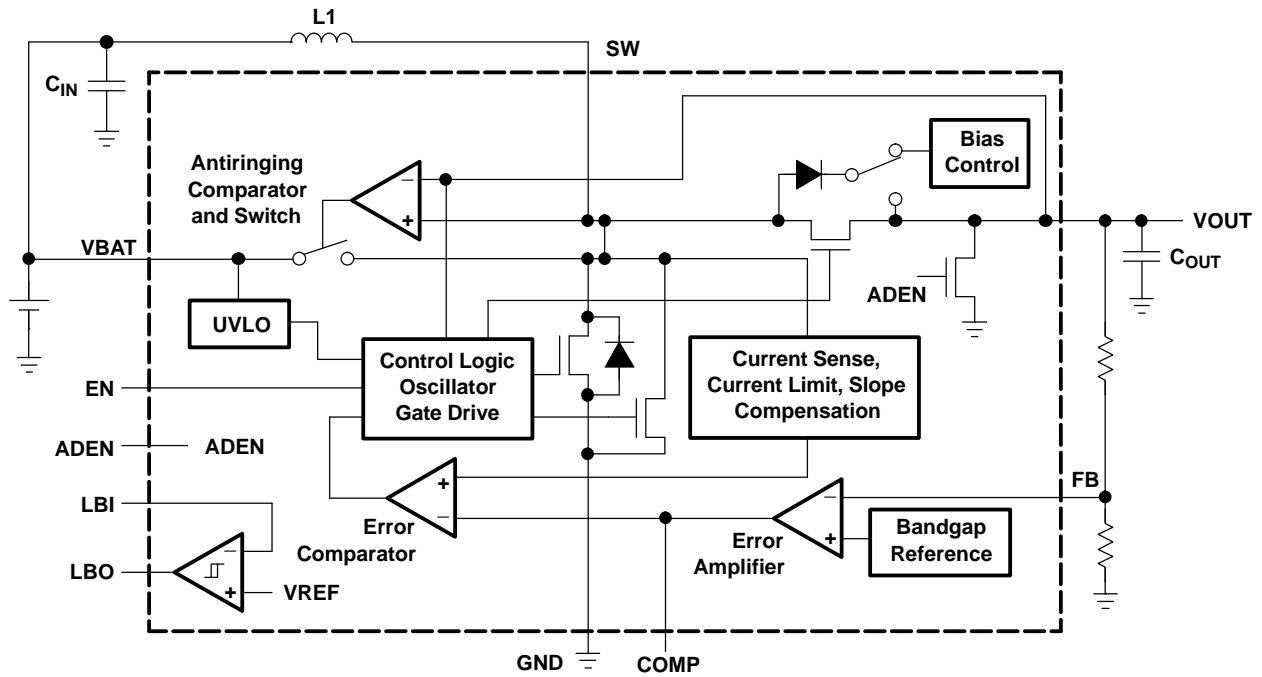 L1
SW
C_IN
Antiringing
Comparator
and Switch
−
+
Bias
Control
VBAT
VOUT
C_OUT
ADEN
UVLO
Control Logic
Oscillator
Gate Drive
Current Sense,
Current Limit, Slope
Compensation
EN
ADEN
ADEN
LBI
−
+
LBO
VREF
+
−
Error
Comparator
−
+
Error
Amplifier
Bandgap
Reference
FB
GND
COMP